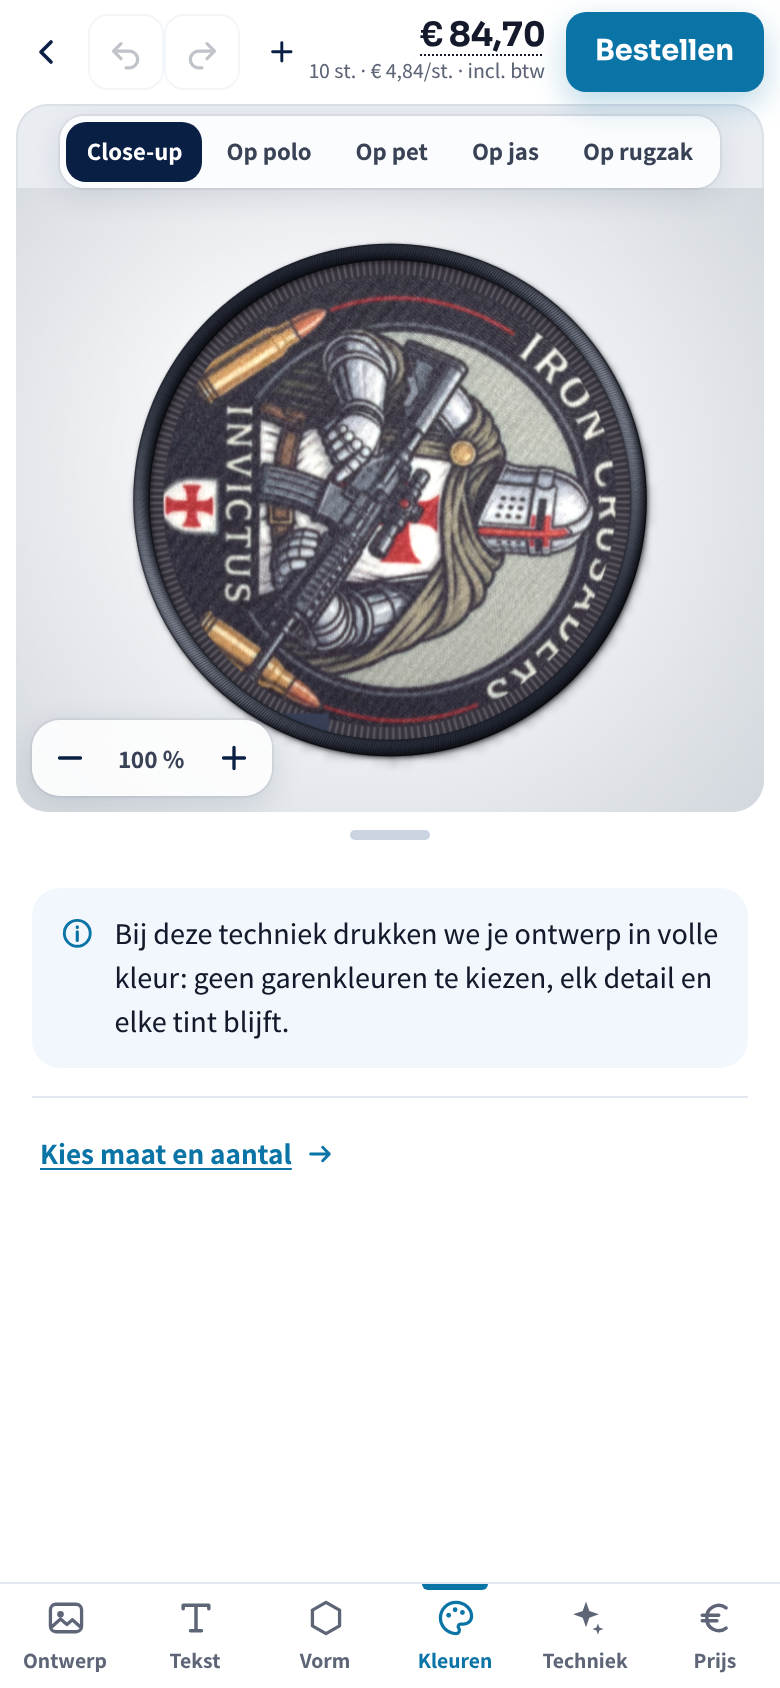 € 84,70
10 st. · € 4,84/st. · incl. btw
Bestellen
Close-up
Op polo
Op pet
Op jas
Op rugzak
IRON CRUSADERS
INVICTUS
100 %
Bij deze techniek drukken we je ontwerp in volle
kleur: geen garenkleuren te kiezen, elk detail en
elke tint blijft.
Kies maat en aantal
Ontwerp
Tekst
Vorm
Kleuren
Techniek
Prijs